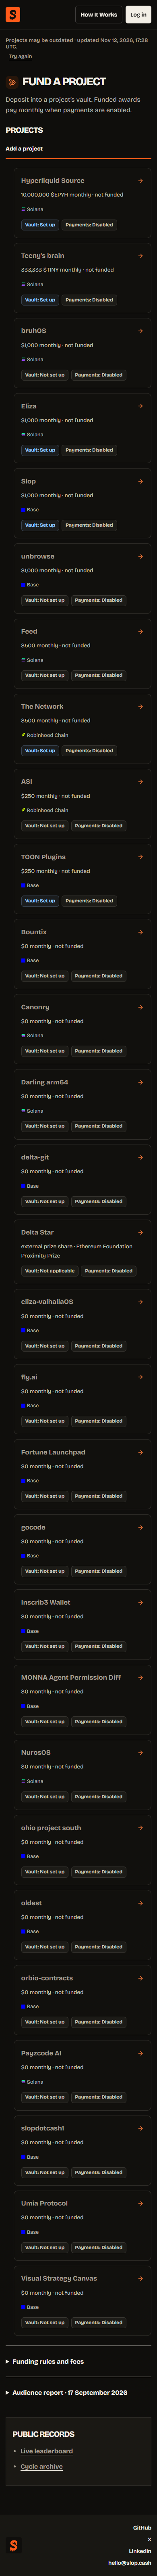 How It Works
Log in
Projects may be outdated · updated Nov 12, 2026, 17:28
UTC.
Try again
FUND A PROJECT
Deposit into a project's vault. Funded awards
pay monthly when payments are enabled.
PROJECTS
Add a project
Hyperliquid Source
10,000,000 $EPYH monthly · not funded
Solana
Vault: Set up Payments: Disabled
Teeny's brain
333,333 $TINY monthly · not funded
Solana
Vault: Set up Payments: Disabled
bruhOS
$1,000 monthly · not funded
Solana
Vault: Not set up Payments: Disabled
Eliza
$1,000 monthly · not funded
Solana
Vault: Set up Payments: Disabled
Slop
$1,000 monthly · not funded
Base
Vault: Set up Payments: Disabled
unbrowse
$1,000 monthly · not funded
Base
Vault: Not set up Payments: Disabled
Feed
$500 monthly · not funded
Solana
Vault: Not set up Payments: Disabled
The Network
$500 monthly · not funded
Robinhood Chain
Vault: Set up Payments: Disabled
ASI
$250 monthly · not funded
Robinhood Chain
Vault: Not set up Payments: Disabled
TOON Plugins
$250 monthly · not funded
Base
Vault: Set up Payments: Disabled
Bountix
$0 monthly · not funded
Base
Vault: Not set up Payments: Disabled
Canonry
$0 monthly · not funded
Solana
Vault: Not set up Payments: Disabled
Darling arm64
$0 monthly · not funded
Solana
Vault: Not set up Payments: Disabled
delta-git
$0 monthly · not funded
Base
Vault: Not set up Payments: Disabled
Delta Star
external prize share · Ethereum Foundation
Proximity Prize
Vault: Not applicable Payments: Disabled
eliza-valhallaOS
$0 monthly · not funded
Base
Vault: Not set up Payments: Disabled
fly.ai
$0 monthly · not funded
Base
Vault: Not set up Payments: Disabled
Fortune Launchpad
$0 monthly · not funded
Base
Vault: Not set up Payments: Disabled
gocode
$0 monthly · not funded
Base
Vault: Not set up Payments: Disabled
Inscrib3 Wallet
$0 monthly · not funded
Base
Vault: Not set up Payments: Disabled
MONNA Agent Permission Diff
$0 monthly · not funded
Base
Vault: Not set up Payments: Disabled
NurosOS
$0 monthly · not funded
Solana
Vault: Not set up Payments: Disabled
ohio project south
$0 monthly · not funded
Base
Vault: Not set up Payments: Disabled
oldest
$0 monthly · not funded
Base
Vault: Not set up Payments: Disabled
orbio-contracts
$0 monthly · not funded
Base
Vault: Not set up Payments: Disabled
Payzcode AI
$0 monthly · not funded
Solana
Vault: Not set up Payments: Disabled
slopdotcash1
$0 monthly · not funded
Base
Vault: Not set up Payments: Disabled
Umia Protocol
$0 monthly · not funded
Base
Vault: Not set up Payments: Disabled
Visual Strategy Canvas
$0 monthly · not funded
Base
Vault: Not set up Payments: Disabled
Funding rules and fees
Audience report · 17 September 2026
PUBLIC RECORDS
Live leaderboard
Cycle archive
GitHub
X
LinkedIn
hello@slop.cash